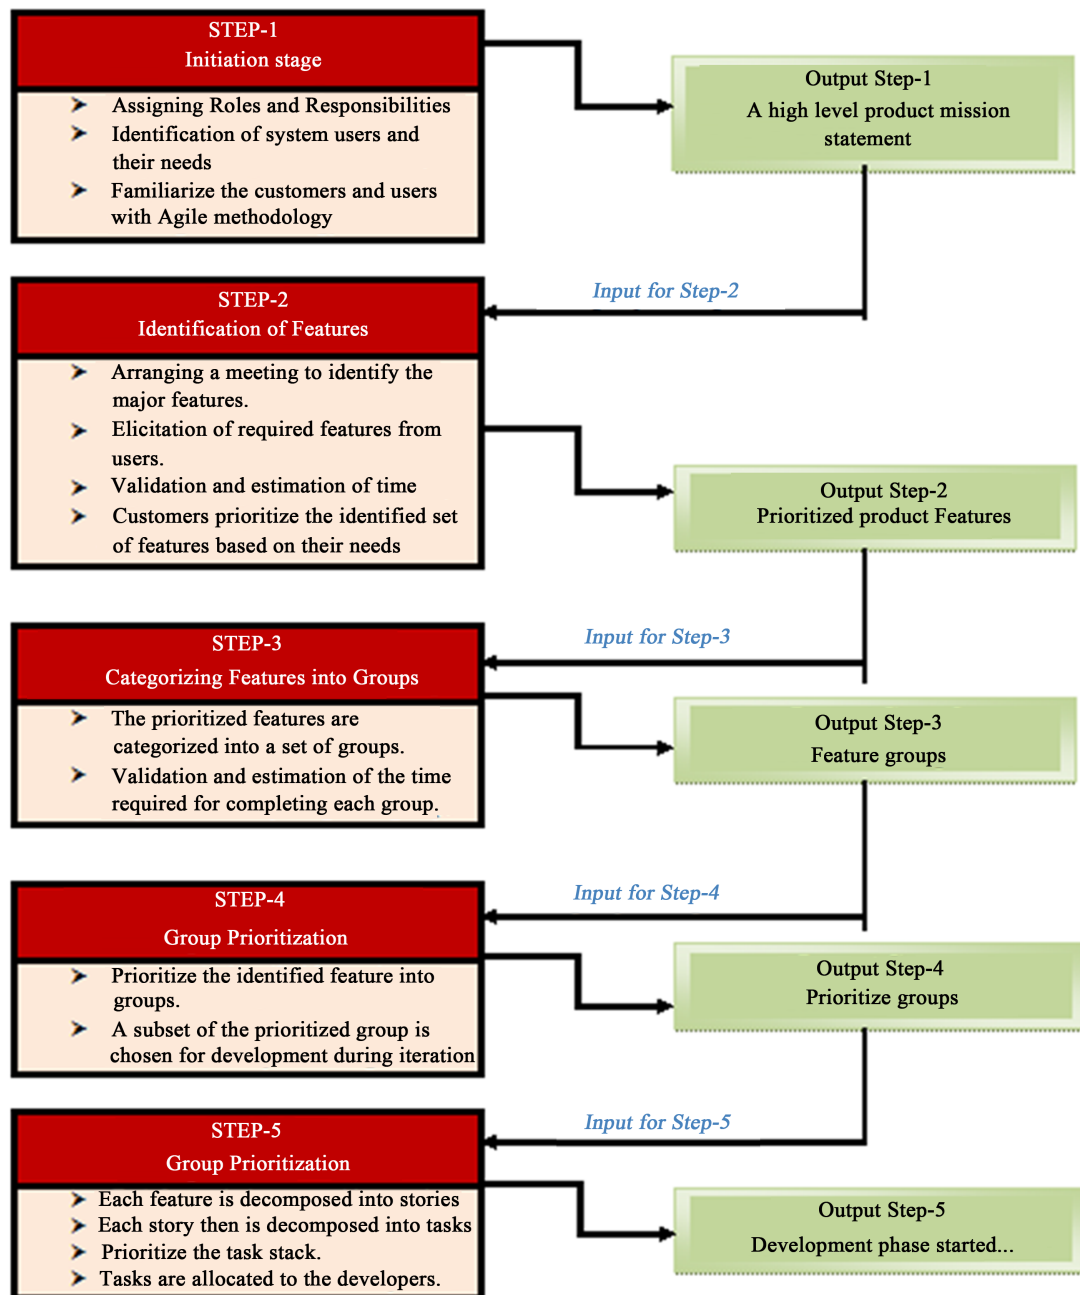 STEP-1
Initiation stage
Assigning Roles and Responsibilities
Identification of system users and
their needs
Familiarize the customers and users
with Agile methodology
Output Step-1
A high level product mission
statement
Input for Step-2
STEP-2
Identification of Features
Arranging a meeting to identify the
major features.
Elicitation of required features from
users.
Validation and estimation of time
Customers prioritize the identified set
of features based on their needs
Output Step-2
Prioritized product Features
Input for Step-3
STEP-3
Categorizing Features into Groups
The prioritized features are
categorized into a set of groups.
Validation and estimation of the time
required for completing each group.
Output Step-3
Feature groups
Input for Step-4
STEP-4
Group Prioritization
Prioritize the identified feature into
groups.
A subset of the prioritized group is
chosen for development during iteration
Output Step-4
Prioritize groups
Input for Step-5
STEP-5
Group Prioritization
Each feature is decomposed into stories
Each story then is decomposed into tasks
Prioritize the task stack.
Tasks are allocated to the developers.
Output Step-5
Development phase started...